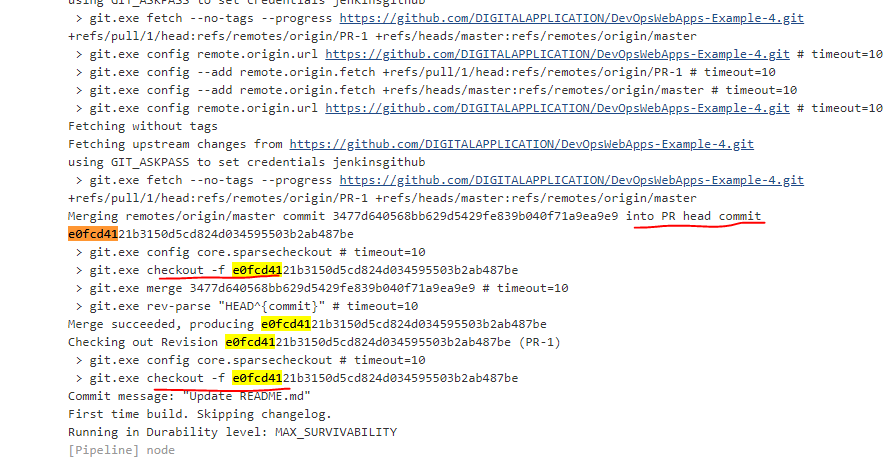 using GIT_ASKPASS to set credentials jenkinsgithub
> git.exe fetch --no-tags --progress https://github.com/DIGITALAPPLICATION/DevOpsWebApps-Example-4.git
+refs/pull/1/head:refs/remotes/origin/PR-1 +refs/heads/master:refs/remotes/origin/master
> git.exe config remote.origin.url https://github.com/DIGITALAPPLICATION/DevOpsWebApps-Example-4.git # timeout=10
> git.exe config --add remote.origin.fetch +refs/pull/1/head:refs/remotes/origin/PR-1 # timeout=10
> git.exe config --add remote.origin.fetch +refs/heads/master:refs/remotes/origin/master # timeout=10
> git.exe config remote.origin.url https://github.com/DIGITALAPPLICATION/DevOpsWebApps-Example-4.git # timeout=10
Fetching without tags
Fetching upstream changes from https://github.com/DIGITALAPPLICATION/DevOpsWebApps-Example-4.git
using GIT_ASKPASS to set credentials jenkinsgithub
> git.exe fetch --no-tags --progress https://github.com/DIGITALAPPLICATION/DevOpsWebApps-Example-4.git
+refs/pull/1/head:refs/remotes/origin/PR-1 +refs/heads/master:refs/remotes/origin/master
Merging remotes/origin/master commit 3477d640568bb629d5429fe839b040f71a9ea9e9 into PR head commit
e0fcd4121b3150d5cd824d034595503b2ab487be
> git.exe config core.sparsecheckout # timeout=10
> git.exe checkout -f e0fcd4121b3150d5cd824d034595503b2ab487be
> git.exe merge 3477d640568bb629d5429fe839b040f71a9ea9e9 # timeout=10
> git.exe rev-parse "HEAD^{commit}" # timeout=10
Merge succeeded, producing e0fcd4121b3150d5cd824d034595503b2ab487be
Checking out Revision e0fcd4121b3150d5cd824d034595503b2ab487be (PR-1)
> git.exe config core.sparsecheckout # timeout=10
> git.exe checkout -f e0fcd4121b3150d5cd824d034595503b2ab487be
Commit message: "Update README.md"
First time build. Skipping changelog.
Running in Durability level: MAX_SURVIVABILITY
[Pipeline] node